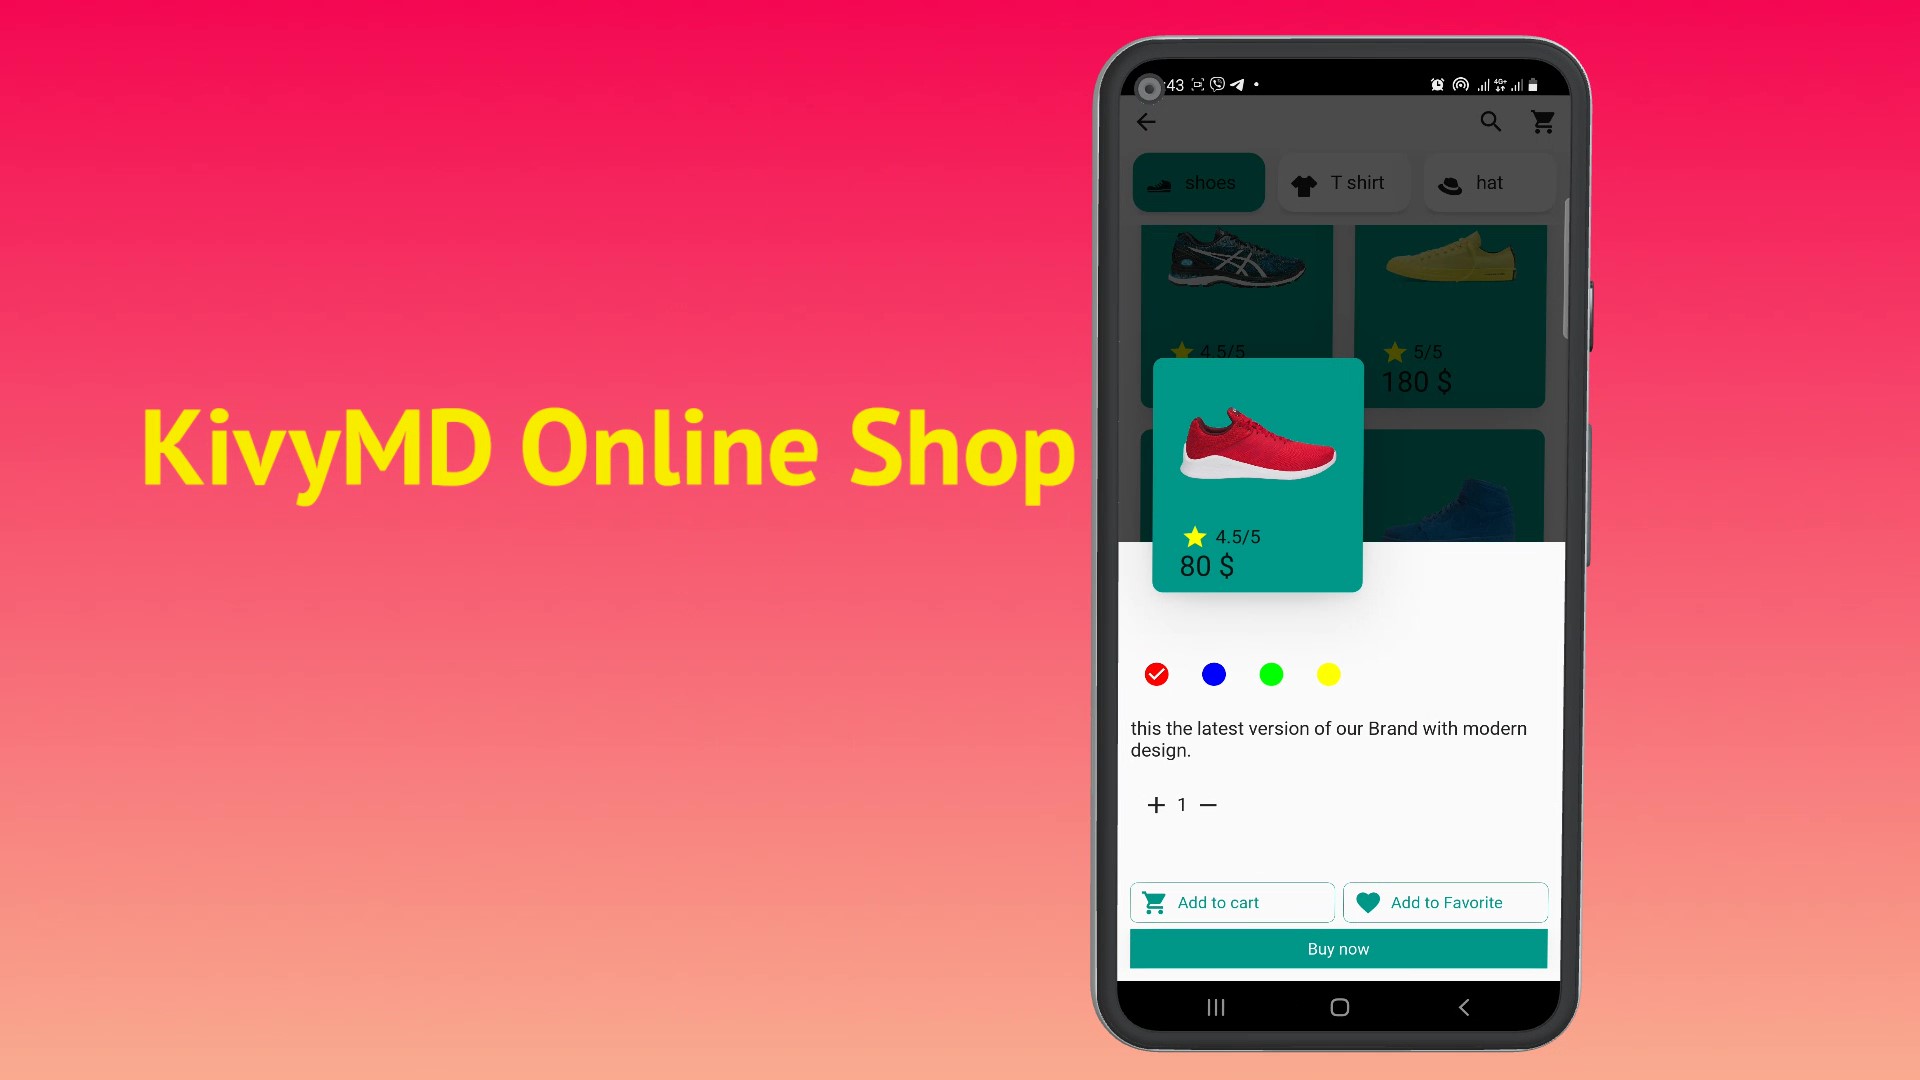 KivyMD Online Shop
:43
4G+
shoes
T shirt
hat
4.5/5
5/5
180 $
4.5/5
80 $
this the latest version of our Brand with modern
design.
1
Add to cart
Add to Favorite
Buy now